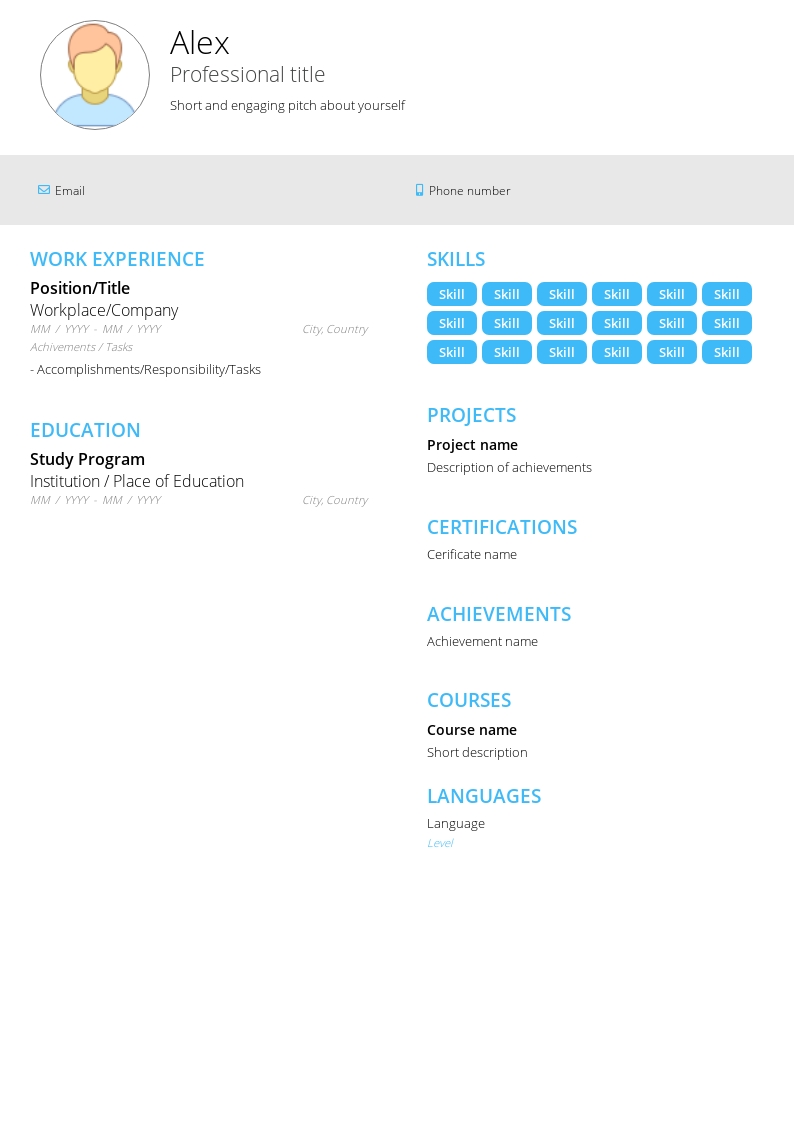 Alex
Professional title
Short and engaging pitch about yourself
Email
Phone number
WORK EXPERIENCE
Position/Title
Workplace/Company
MM / YYYY - MM / YYYY City, Country
Achivements / Tasks
- Accomplishments/Responsibility/Tasks
EDUCATION
Study Program
Institution / Place of Education
MM / YYYY - MM / YYYY City, Country
SKILLS
Skill Skill Skill Skill Skill Skill
Skill Skill Skill Skill Skill Skill
Skill Skill Skill Skill Skill Skill
PROJECTS
Project name
Description of achievements
CERTIFICATIONS
Cerificate name
ACHIEVEMENTS
Achievement name
COURSES
Course name
Short description
LANGUAGES
Language
Level